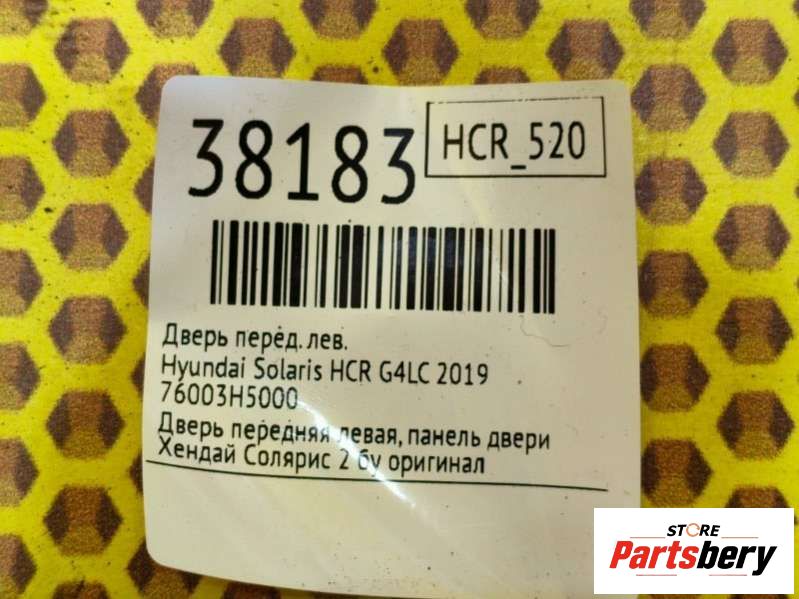 38183
HCR_520
Дверь перед. лев.
Hyundai Solaris HCR G4LC 2019
76003H5000
Дверь передняя левая, панель двери
Хендай Солярис 2 бу оригинал
STORE
Partsbery